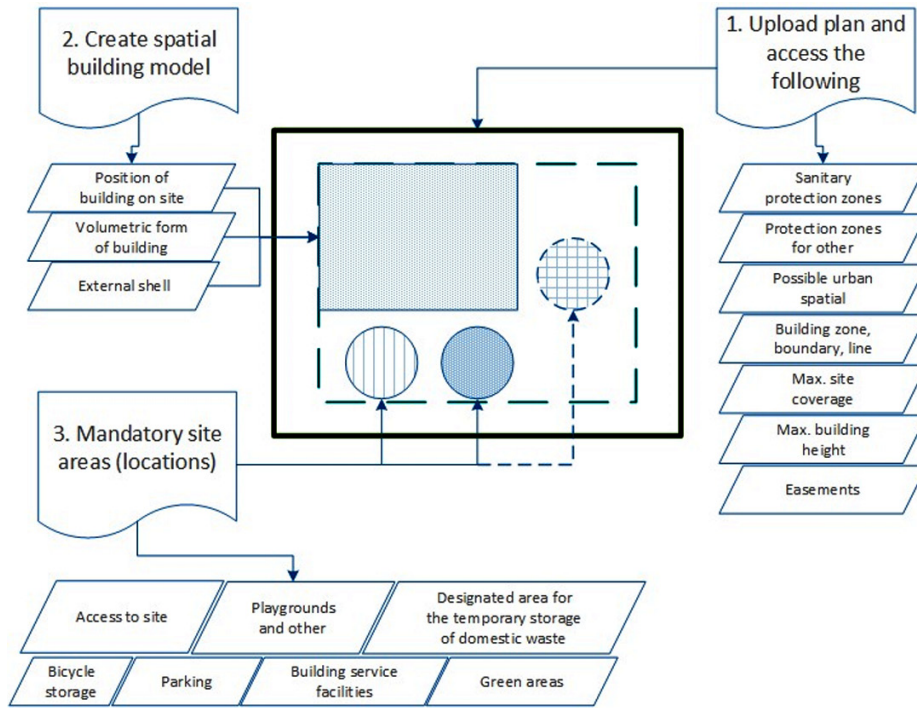 2. Create spatial
building model
1. Upload plan and
access the
following
Position of
building on site
Volumetric form
of building
External shell
Sanitary
protection zones
Protection zones
for other
Possible urban
spatial
Building zone,
boundary, line
Max. site
coverage
Max. building
height
Easements
3. Mandatory site
areas (locations)
Access to site
Playgrounds
and other
Designated area for
the temporary storage
of domestic waste
Bicycle
storage
Parking
Building service
facilities
Green areas